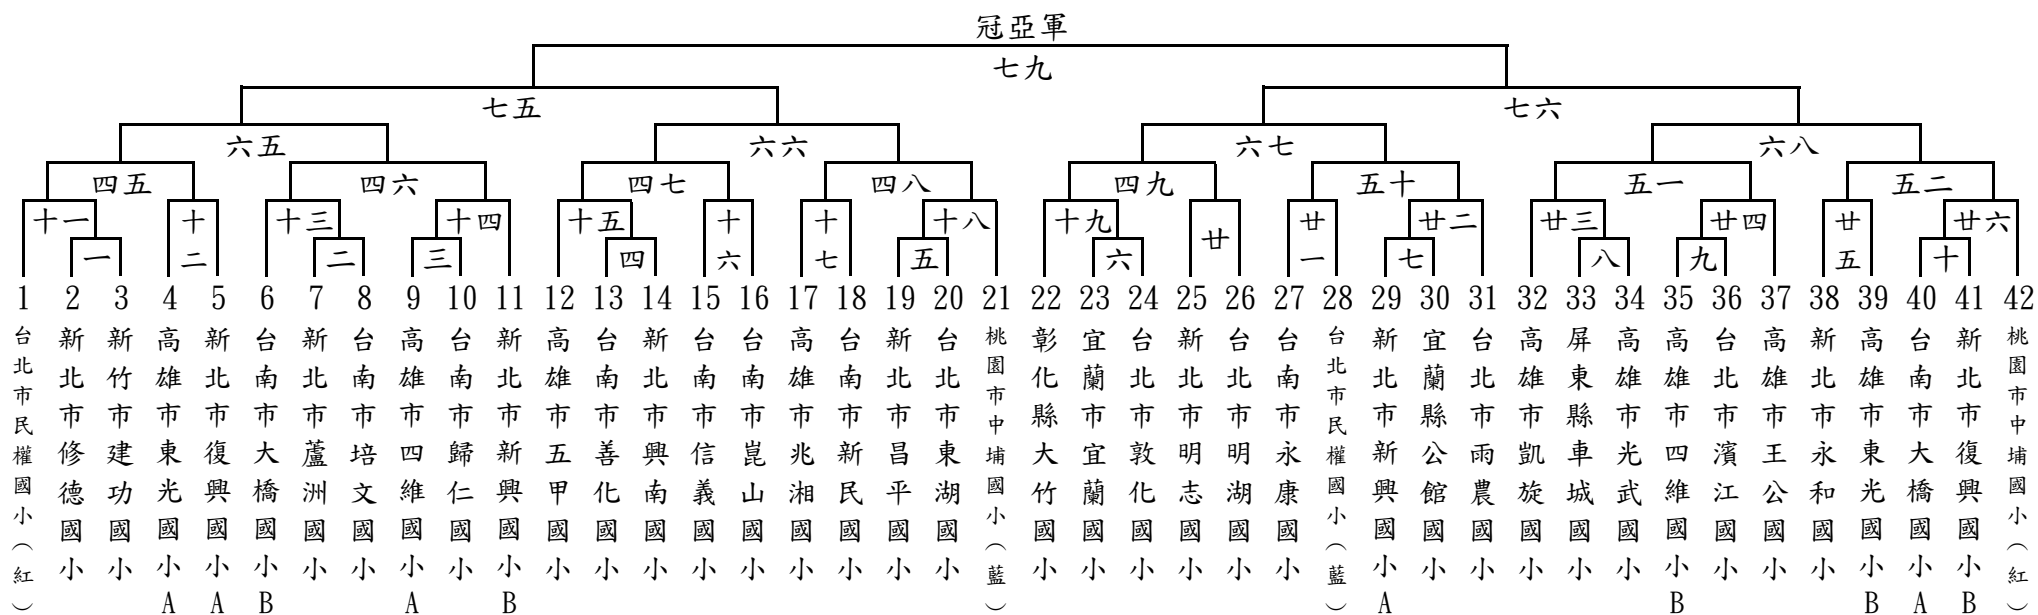 冠亞軍
七九
七五 七六
六五 六六 六七 六八
四五 四六 四七 四八 四九 五十 五一 五二
十一 十二 十三 十四 十五 十六 十七 十八 十九 廿 廿一 廿二 廿三 廿四 廿五 廿六
一 二 三 四 五 六 七 八 九 十
1 2 3 4 5 6 7 8 9 10 11 12 13 14 15 16 17 18 19 20 21 22 23 24 25 26 27 28 29 30 31 32 33 34 35 36 37 38 39 40 41 42
台北市民權國小（紅）
新北市修德國小
新竹市建功國小
高雄市東光國小A
新北市復興國小A
台南市大橋國小B
新北市蘆洲國小
台南市培文國小
高雄市四維國小A
台南市歸仁國小
新北市新興國小B
高雄市五甲國小
台南市善化國小
新北市興南國小
台南市信義國小
台南市崑山國小
高雄市兆湘國小
台南市新民國小
新北市昌平國小
台北市東湖國小
桃園市中埔國小（藍）
彰化縣大竹國小
宜蘭市宜蘭國小
台北市敦化國小
新北市明志國小
台北市明湖國小
台南市永康國小
台北市民權國小（藍）
新北市新興國小A
宜蘭縣公館國小
台北市雨農國小
高雄市凱旋國小
屏東縣車城國小
高雄市光武國小
高雄市四維國小B
台北市濱江國小
高雄市王公國小
新北市永和國小
高雄市東光國小B
台南市大橋國小A
新北市復興國小B
桃園市中埔國小（紅）